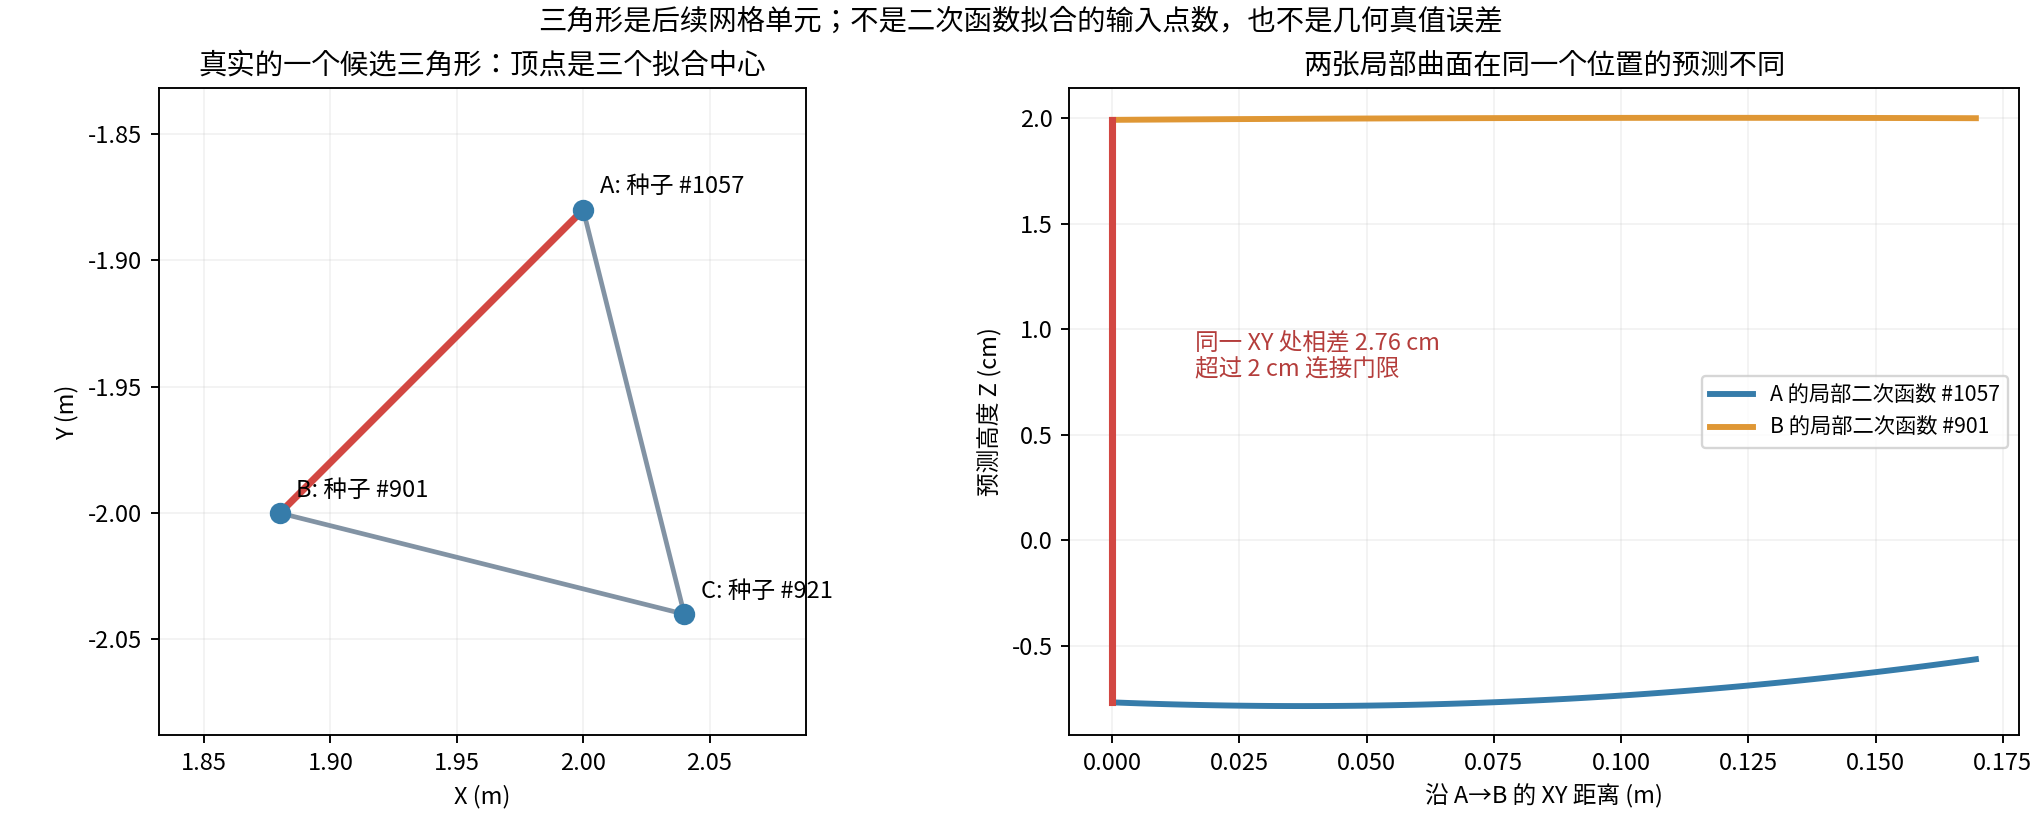 三角形是后续网格单元；不是二次函数拟合的输入点数，也不是几何真值误差
真实的一个候选三角形：顶点是三个拟合中心
-1.85
-1.90
-1.95
-2.00
-2.05
Y (m)
A: 种子 #1057
B: 种子 #901
C: 种子 #921
1.85
1.90
1.95
2.00
2.05
X (m)
两张局部曲面在同一个位置的预测不同
2.0
1.5
1.0
0.5
0.0
-0.5
预测高度 Z (cm)
同一 XY 处相差 2.76 cm
超过 2 cm 连接门限
A 的局部二次函数 #1057
B 的局部二次函数 #901
0.000
0.025
0.050
0.075
0.100
0.125
0.150
0.175
沿 A→B 的 XY 距离 (m)